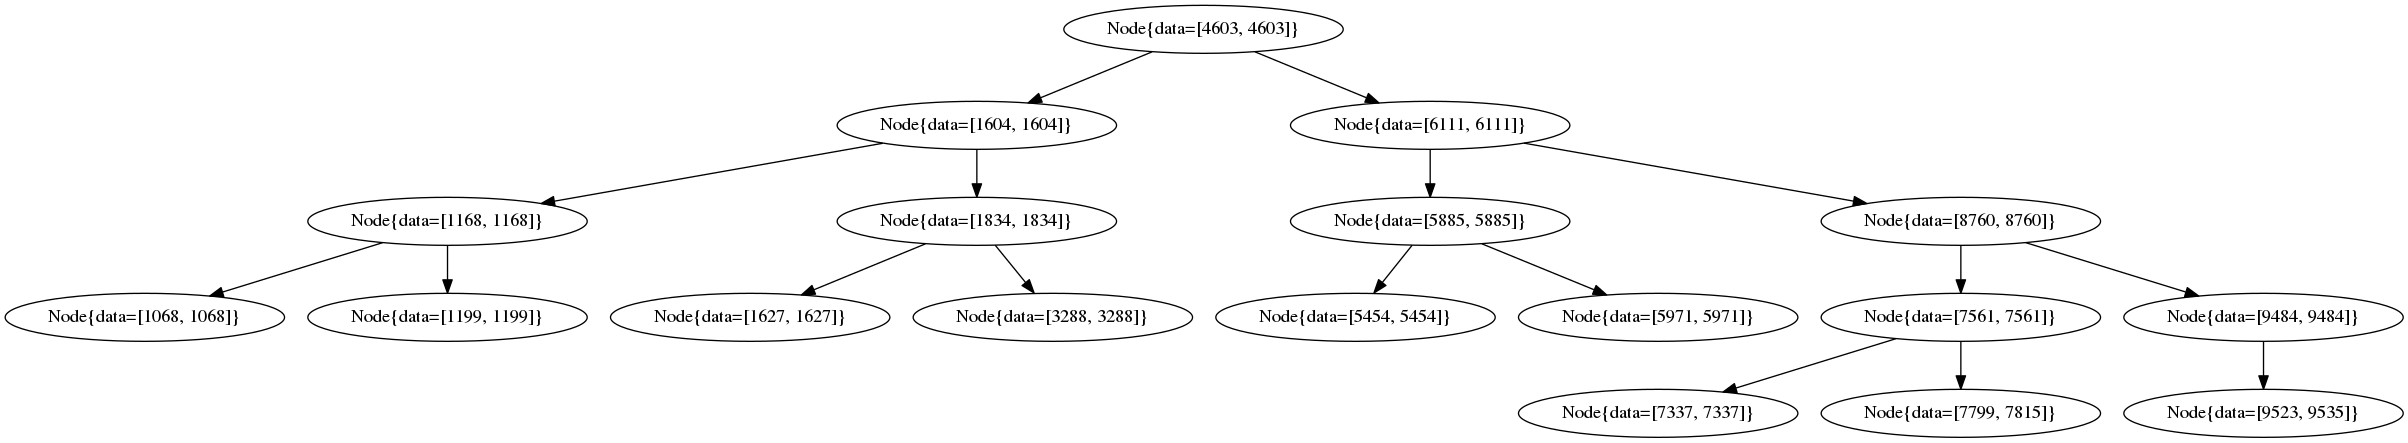 Node{data=[4603, 4603]}
Node{data=[1604, 1604]}
Node{data=[6111, 6111]}
Node{data=[1168, 1168]}
Node{data=[1834, 1834]}
Node{data=[5885, 5885]}
Node{data=[8760, 8760]}
Node{data=[1068, 1068]}
Node{data=[1199, 1199]}
Node{data=[1627, 1627]}
Node{data=[3288, 3288]}
Node{data=[5454, 5454]}
Node{data=[5971, 5971]}
Node{data=[7561, 7561]}
Node{data=[9484, 9484]}
Node{data=[7337, 7337]}
Node{data=[7799, 7815]}
Node{data=[9523, 9535]}